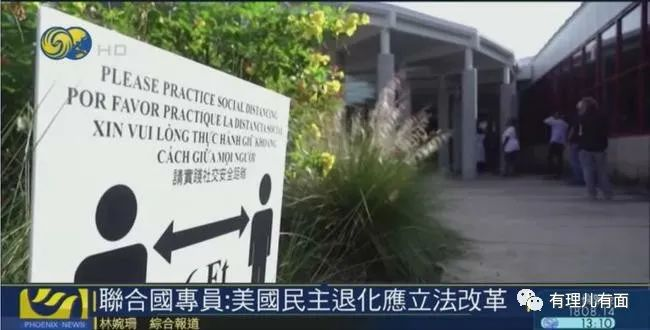 HD
PLEASE PRACTICE SOCIAL DISTANCING
POR FAVOR PRACTIQUE LA DISTANCIA SOCIAL
XIN VUI LÒNG THỰC HÀNH GIỮ KHOẢNG
CÁCH GIỮA MỌI NGƯỜI
請實踐社交安全距離
6 Ft
聯合國專員:美國民主退化應立法改革
PHOENIX NEWS
林婉珊 綜合報道
有理儿有面
1808.14
13:10